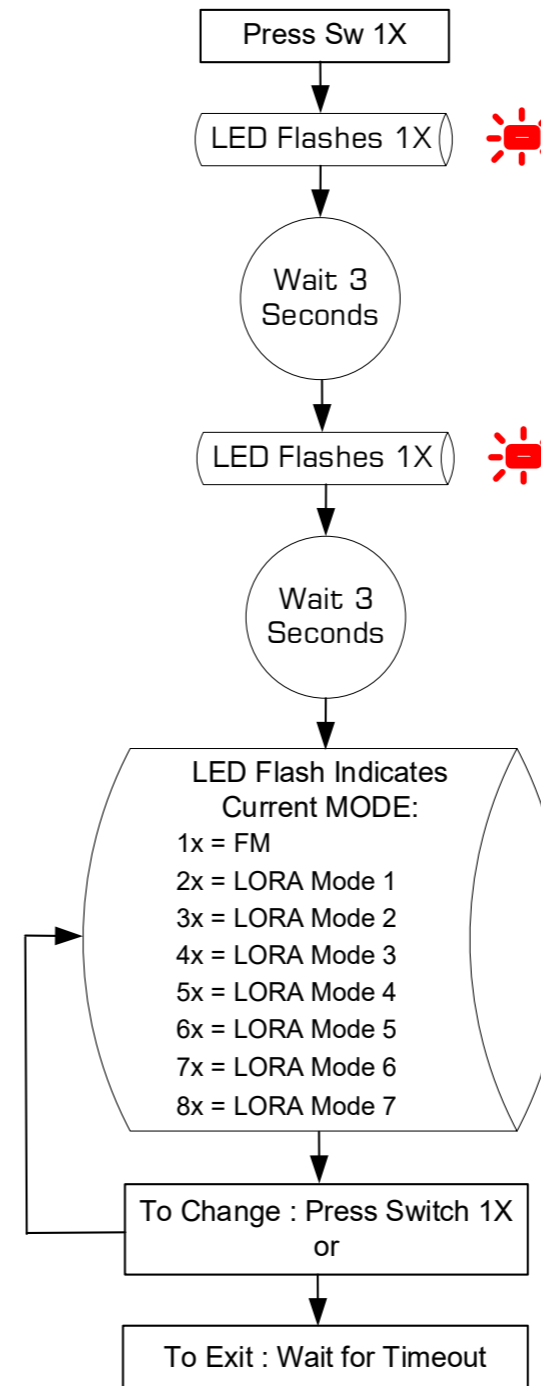 Press Sw 1X
LED Flashes 1X
Wait 3
Seconds
LED Flashes 1X
Wait 3
Seconds
LED Flash Indicates
Current MODE:
1x = FM
2x = LORA Mode 1
3x = LORA Mode 2
4x = LORA Mode 3
5x = LORA Mode 4
6x = LORA Mode 5
7x = LORA Mode 6
8x = LORA Mode 7
To Change : Press Switch 1X
or
To Exit : Wait for Timeout